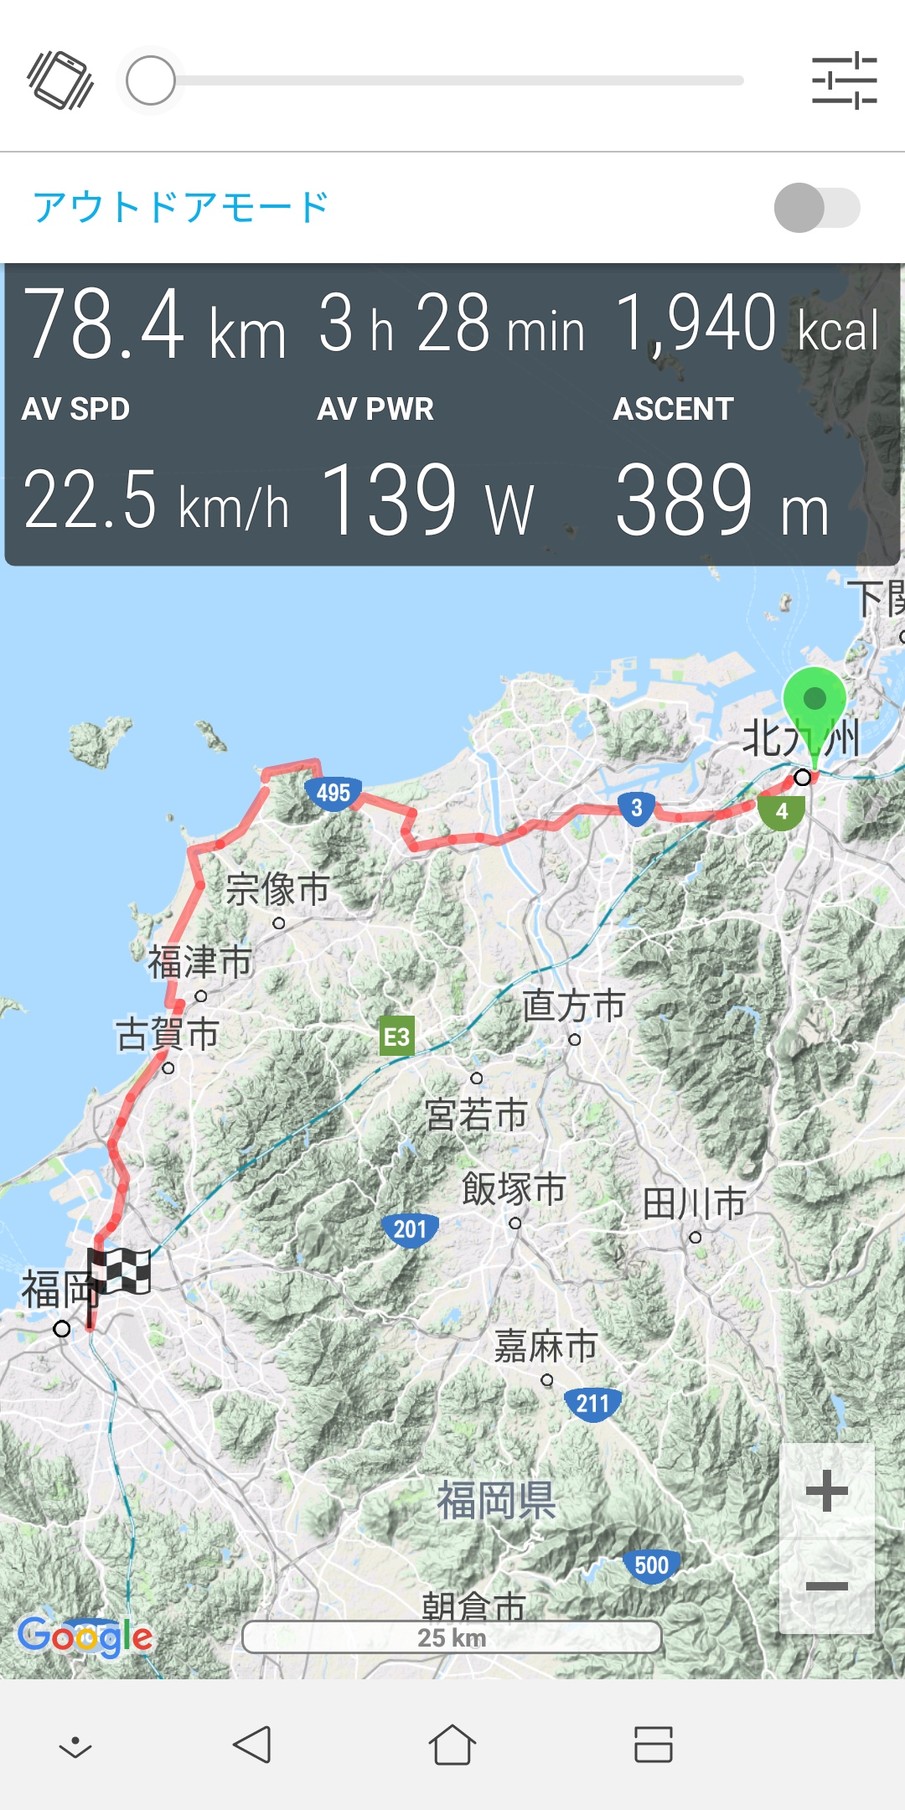 アウトドアモード
78.4 km 3 h 28 min 1,940 kcal
AV SPD AV PWR ASCENT
22.5 km/h 139 W 389 m
下関
北九州
495
3
4
宗像市
福津市
直方市
古賀市
E3
宮若市
飯塚市
田川市
201
福岡
嘉麻市
211
福岡県
500
朝倉市
Google
25 km